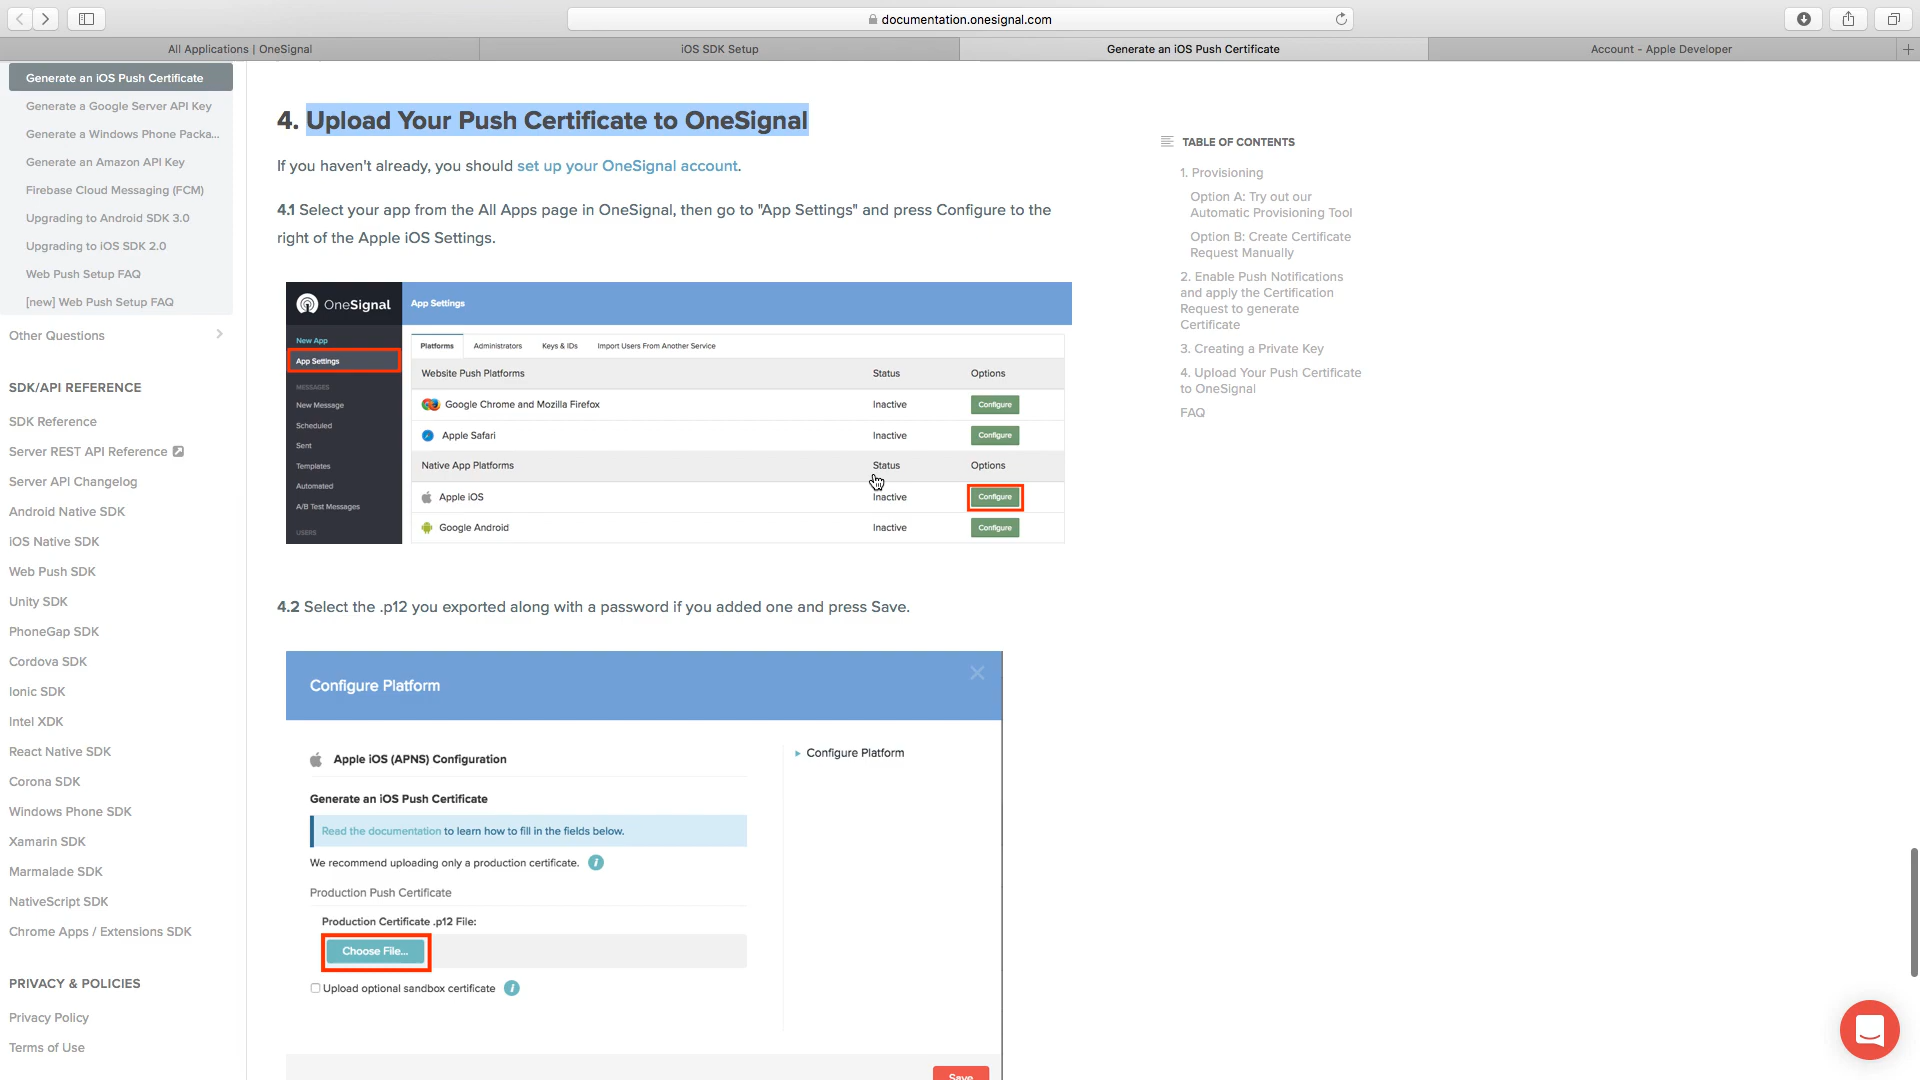 documentation.onesignal.com
All Applications | OneSignal
iOS SDK Setup
Generate an iOS Push Certificate
Account - Apple Developer
Generate an iOS Push Certificate
Generate a Google Server API Key
Generate a Windows Phone Packa...
Generate an Amazon API Key
Firebase Cloud Messaging (FCM)
Upgrading to Android SDK 3.0
Upgrading to iOS SDK 2.0
Web Push Setup FAQ
[new] Web Push Setup FAQ
Other Questions
SDK/API REFERENCE
SDK Reference
Server REST API Reference
Server API Changelog
Android Native SDK
iOS Native SDK
Web Push SDK
Unity SDK
PhoneGap SDK
Cordova SDK
Ionic SDK
Intel XDK
React Native SDK
Corona SDK
Windows Phone SDK
Xamarin SDK
Marmalade SDK
NativeScript SDK
Chrome Apps / Extensions SDK
PRIVACY & POLICIES
Privacy Policy
Terms of Use
4. Upload Your Push Certificate to OneSignal
If you haven't already, you should set up your OneSignal account.
4.1 Select your app from the All Apps page in OneSignal, then go to "App Settings" and press Configure to the
right of the Apple iOS Settings.
OneSignal
App Settings
New App
App Settings
MESSAGES
New Message
Scheduled
Sent
Templates
Automated
A/B Test Messages
USERS
Platforms
Administrators
Keys & IDs
Import Users From Another Service
Website Push Platforms
Status
Options
Google Chrome and Mozilla Firefox
Inactive
Configure
Apple Safari
Inactive
Configure
Native App Platforms
Status
Options
Apple iOS
Inactive
Configure
Google Android
Inactive
Configure
4.2 Select the .p12 you exported along with a password if you added one and press Save.
Configure Platform
Apple iOS (APNS) Configuration
Configure Platform
Generate an iOS Push Certificate
Read the documentation to learn how to fill in the fields below.
We recommend uploading only a production certificate.
Production Push Certificate
Production Certificate .p12 File:
Choose File...
Upload optional sandbox certificate
Save
TABLE OF CONTENTS
1. Provisioning
Option A: Try out our
Automatic Provisioning Tool
Option B: Create Certificate
Request Manually
2. Enable Push Notifications
and apply the Certification
Request to generate
Certificate
3. Creating a Private Key
4. Upload Your Push Certificate
to OneSignal
FAQ